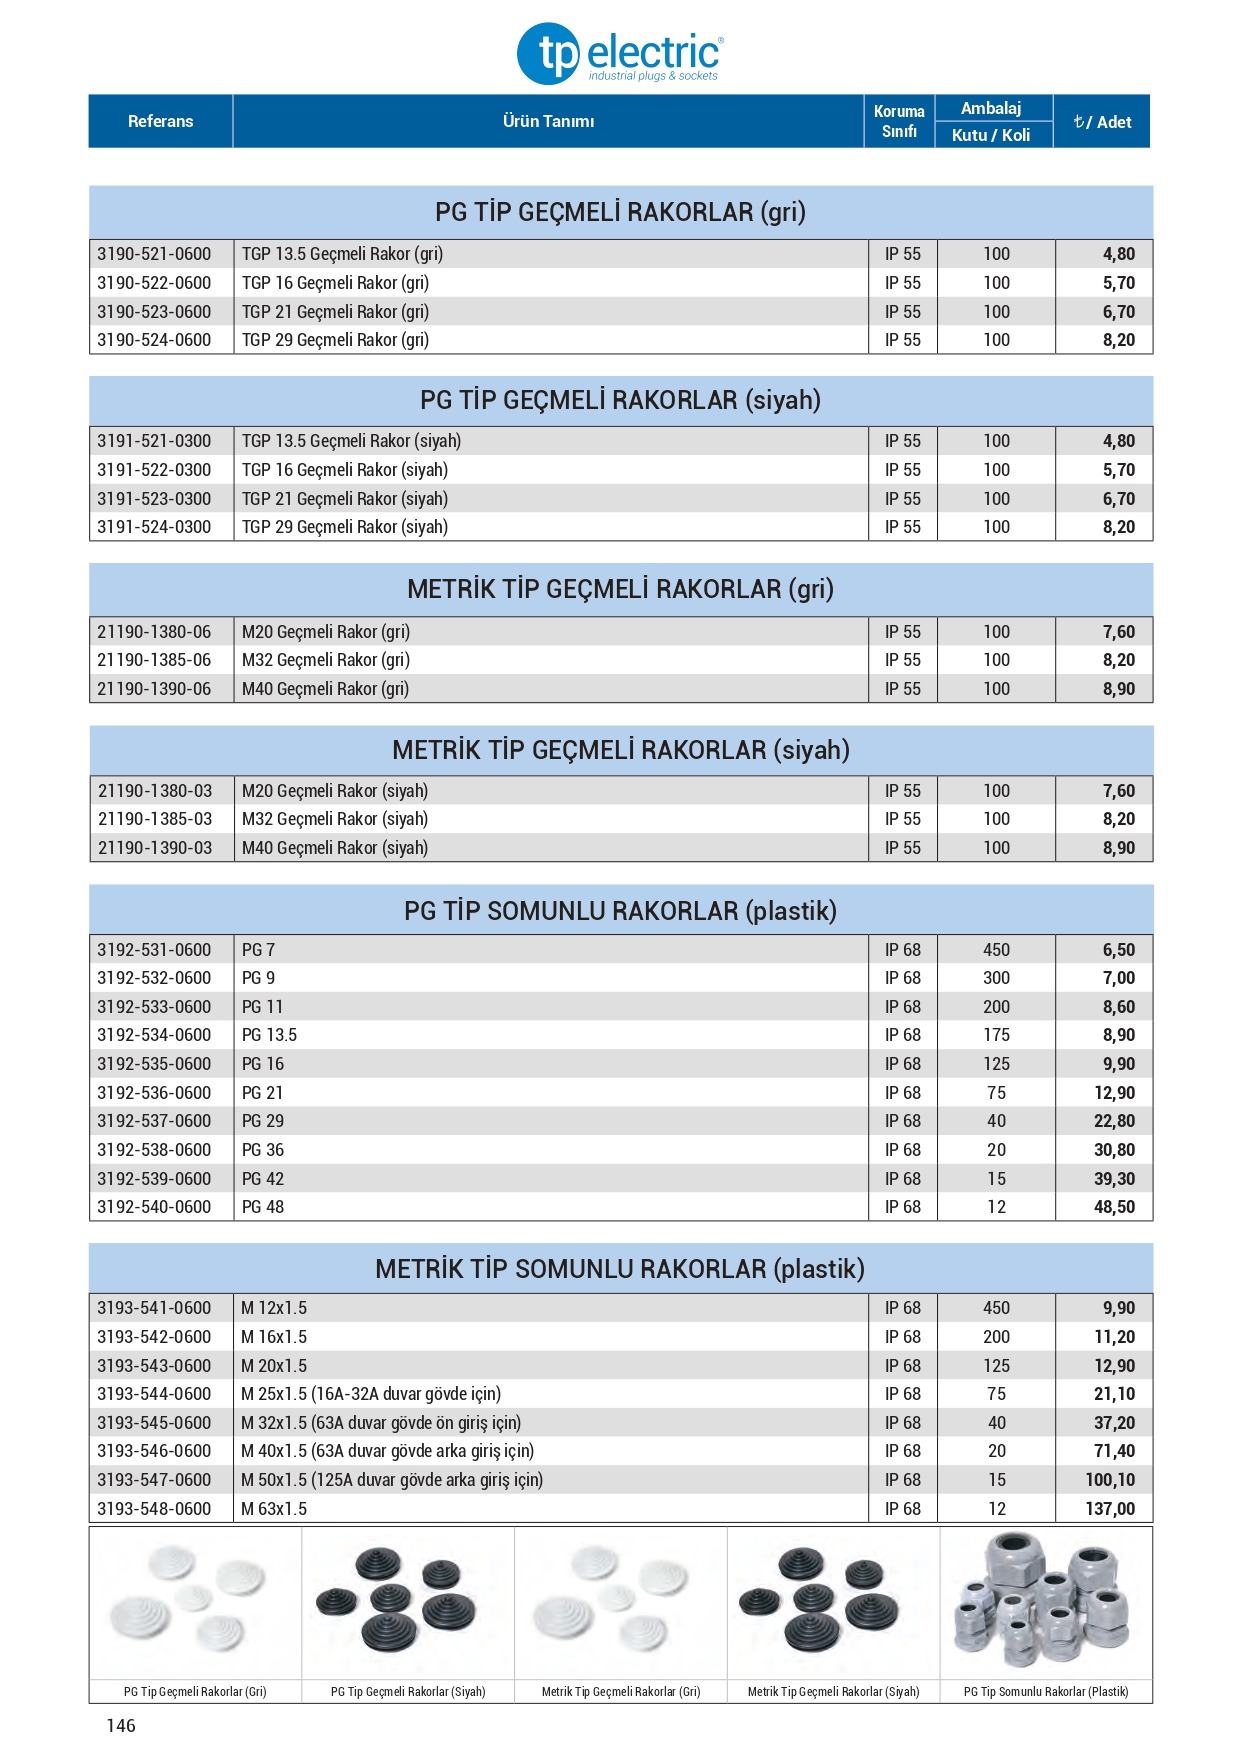 tp electric®
industrial plugs & sockets
Referans Ürün Tanımı Koruma Sınıfı Ambalaj Kutu / Koli ₺/ Adet
PG TİP GEÇMELİ RAKORLAR (gri)
3190-521-0600 TGP 13.5 Geçmeli Rakor (gri) IP 55 100 4,80
3190-522-0600 TGP 16 Geçmeli Rakor (gri) IP 55 100 5,70
3190-523-0600 TGP 21 Geçmeli Rakor (gri) IP 55 100 6,70
3190-524-0600 TGP 29 Geçmeli Rakor (gri) IP 55 100 8,20
PG TİP GEÇMELİ RAKORLAR (siyah)
3191-521-0300 TGP 13.5 Geçmeli Rakor (siyah) IP 55 100 4,80
3191-522-0300 TGP 16 Geçmeli Rakor (siyah) IP 55 100 5,70
3191-523-0300 TGP 21 Geçmeli Rakor (siyah) IP 55 100 6,70
3191-524-0300 TGP 29 Geçmeli Rakor (siyah) IP 55 100 8,20
METRİK TİP GEÇMELİ RAKORLAR (gri)
21190-1380-06 M20 Geçmeli Rakor (gri) IP 55 100 7,60
21190-1385-06 M32 Geçmeli Rakor (gri) IP 55 100 8,20
21190-1390-06 M40 Geçmeli Rakor (gri) IP 55 100 8,90
METRİK TİP GEÇMELİ RAKORLAR (siyah)
21190-1380-03 M20 Geçmeli Rakor (siyah) IP 55 100 7,60
21190-1385-03 M32 Geçmeli Rakor (siyah) IP 55 100 8,20
21190-1390-03 M40 Geçmeli Rakor (siyah) IP 55 100 8,90
PG TİP SOMUNLU RAKORLAR (plastik)
3192-531-0600 PG 7 IP 68 450 6,50
3192-532-0600 PG 9 IP 68 300 7,00
3192-533-0600 PG 11 IP 68 200 8,60
3192-534-0600 PG 13.5 IP 68 175 8,90
3192-535-0600 PG 16 IP 68 125 9,90
3192-536-0600 PG 21 IP 68 75 12,90
3192-537-0600 PG 29 IP 68 40 22,80
3192-538-0600 PG 36 IP 68 20 30,80
3192-539-0600 PG 42 IP 68 15 39,30
3192-540-0600 PG 48 IP 68 12 48,50
METRİK TİP SOMUNLU RAKORLAR (plastik)
3193-541-0600 M 12x1.5 IP 68 450 9,90
3193-542-0600 M 16x1.5 IP 68 200 11,20
3193-543-0600 M 20x1.5 IP 68 125 12,90
3193-544-0600 M 25x1.5 (16A-32A duvar gövde için) IP 68 75 21,10
3193-545-0600 M 32x1.5 (63A duvar gövde ön giriş için) IP 68 40 37,20
3193-546-0600 M 40x1.5 (63A duvar gövde arka giriş için) IP 68 20 71,40
3193-547-0600 M 50x1.5 (125A duvar gövde arka giriş için) IP 68 15 100,10
3193-548-0600 M 63x1.5 IP 68 12 137,00
PG Tip Geçmeli Rakorlar (Gri) PG Tip Geçmeli Rakorlar (Siyah) Metrik Tip Geçmeli Rakorlar (Gri) Metrik Tip Geçmeli Rakorlar (Siyah) PG Tip Somunlu Rakorlar (Plastik)
146